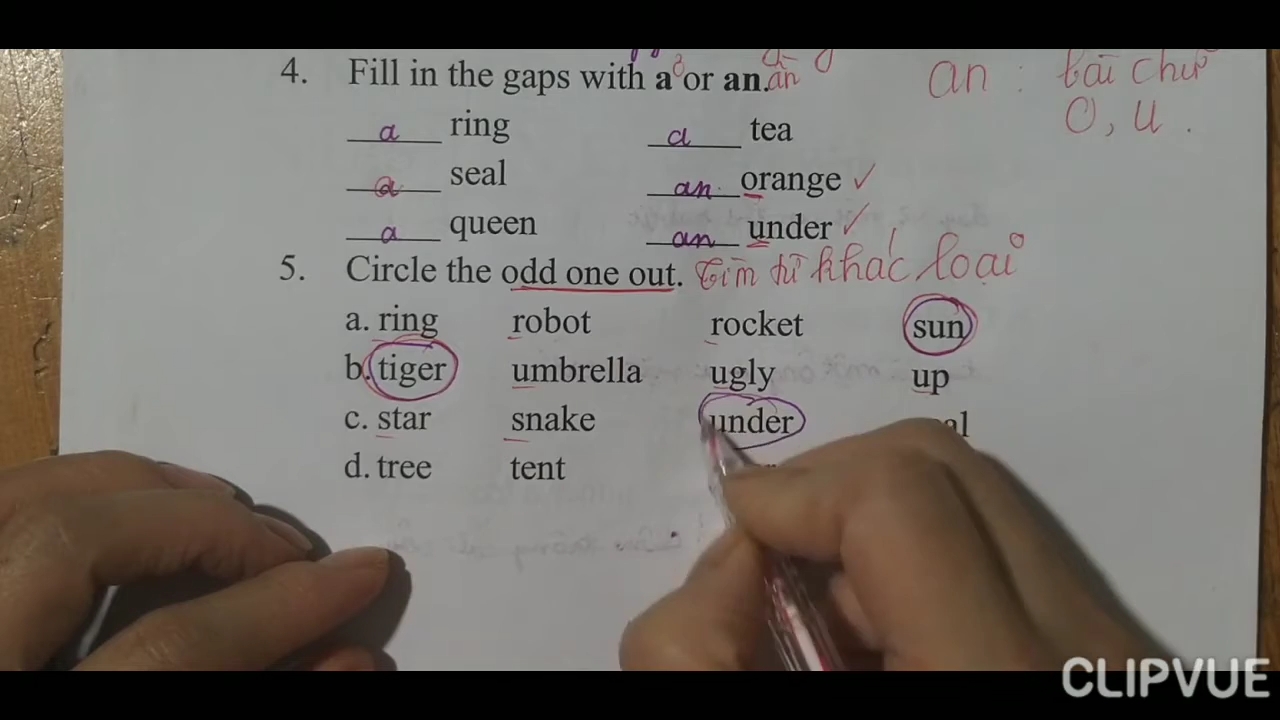 4. Fill in the gaps with a or an. an
an : bài chữ
O, U .
a ring a tea
a seal an orange ✓
a queen an under ✓
5. Circle the odd one out. Tìm từ khác loại
a. ring robot rocket sun
b. tiger umbrella ugly up
c. star snake under
d. tree tent
CLIPVUE